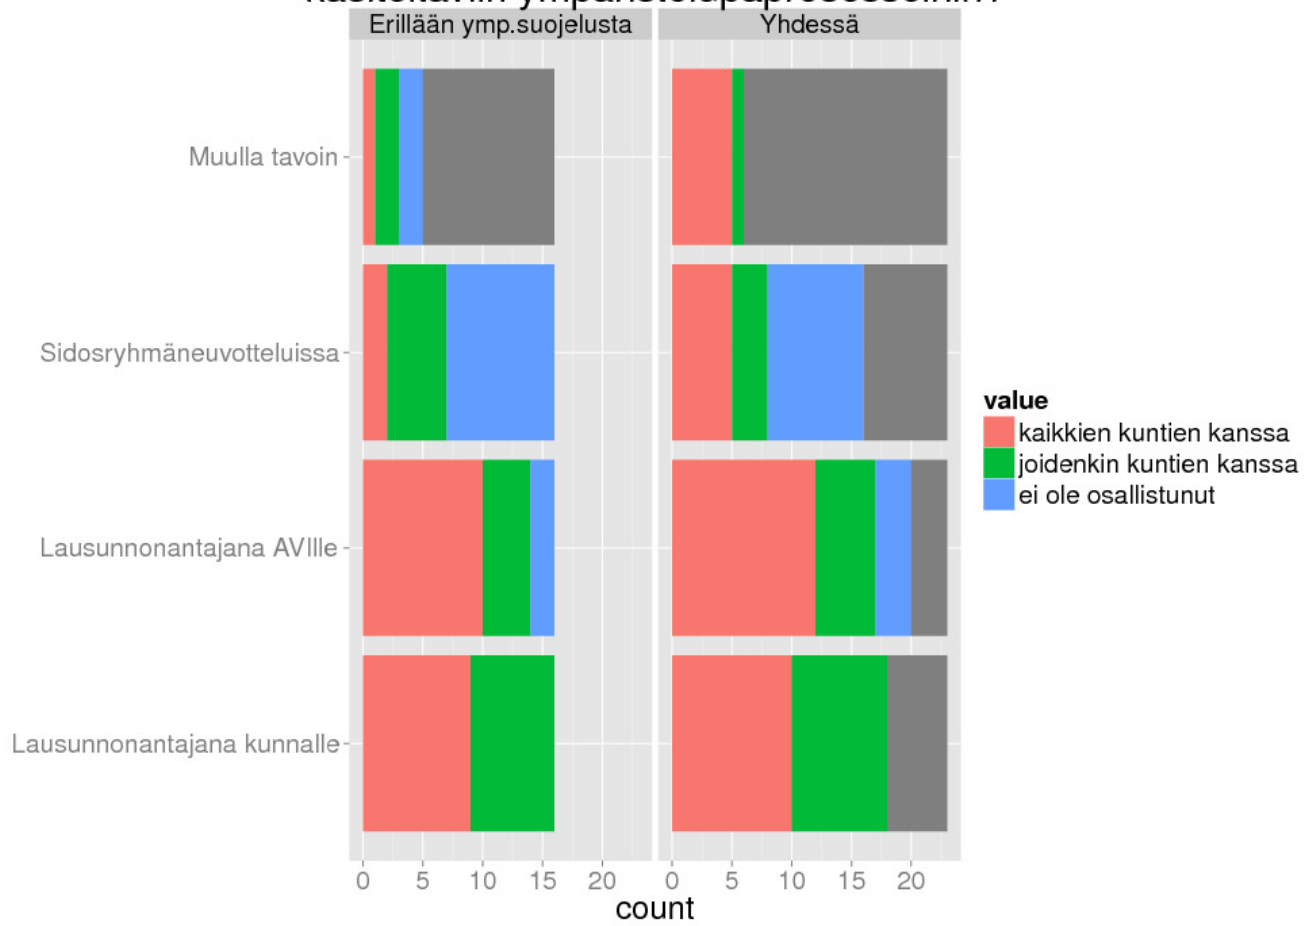 Erillään ymp.suojelusta
Yhdessä
Muulla tavoin
Sidosryhmäneuvotteluissa
Lausunnonantajana AVIlle
Lausunnonantajana kunnalle
0 5 10 15 20
0 5 10 15 20
count
value
kaikkien kuntien kanssa
joidenkin kuntien kanssa
ei ole osallistunut